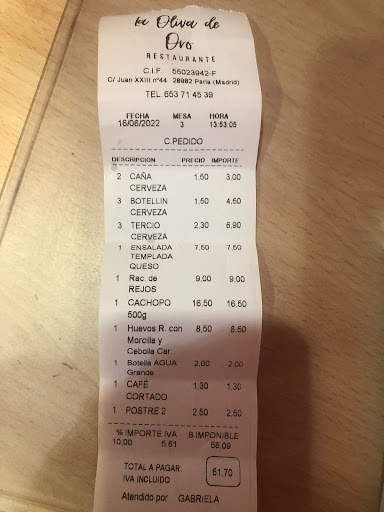 La Oliva de
Oro
RESTAURANTE
C.I.F. 55023942-F
C/ Juan XXIII nº44 28982 Parla (Madrid)
TEL. 653 71 45 39
FECHA MESA HORA
16/06/2022 3 13:53:05
C.PEDIDO
DESCRIPCION PRECIO IMPORTE
2 CAÑA 1,50 3,00
CERVEZA
3 BOTELLIN 1,50 4,50
CERVEZA
3 TERCIO 2,30 6,90
CERVEZA
1 ENSALADA 7,50 7,50
TEMPLADA
QUESO
1 Rac. de 9,00 9,00
REJOS
1 CACHOPO 16,50 16,50
500g
1 Huevos R. con 8,50 8,50
Morcilla y
Cebolla Car.
1 Botella AGUA 2,00 2,00
Grande
1 CAFÉ 1,30 1,30
CORTADO
1 POSTRE 2 2,50 2,50
% IMPORTE IVA B IMPONIBLE
10,00 5,61 56,09
TOTAL A PAGAR 61,70
IVA INCLUIDO
Atendido por GABRIELA